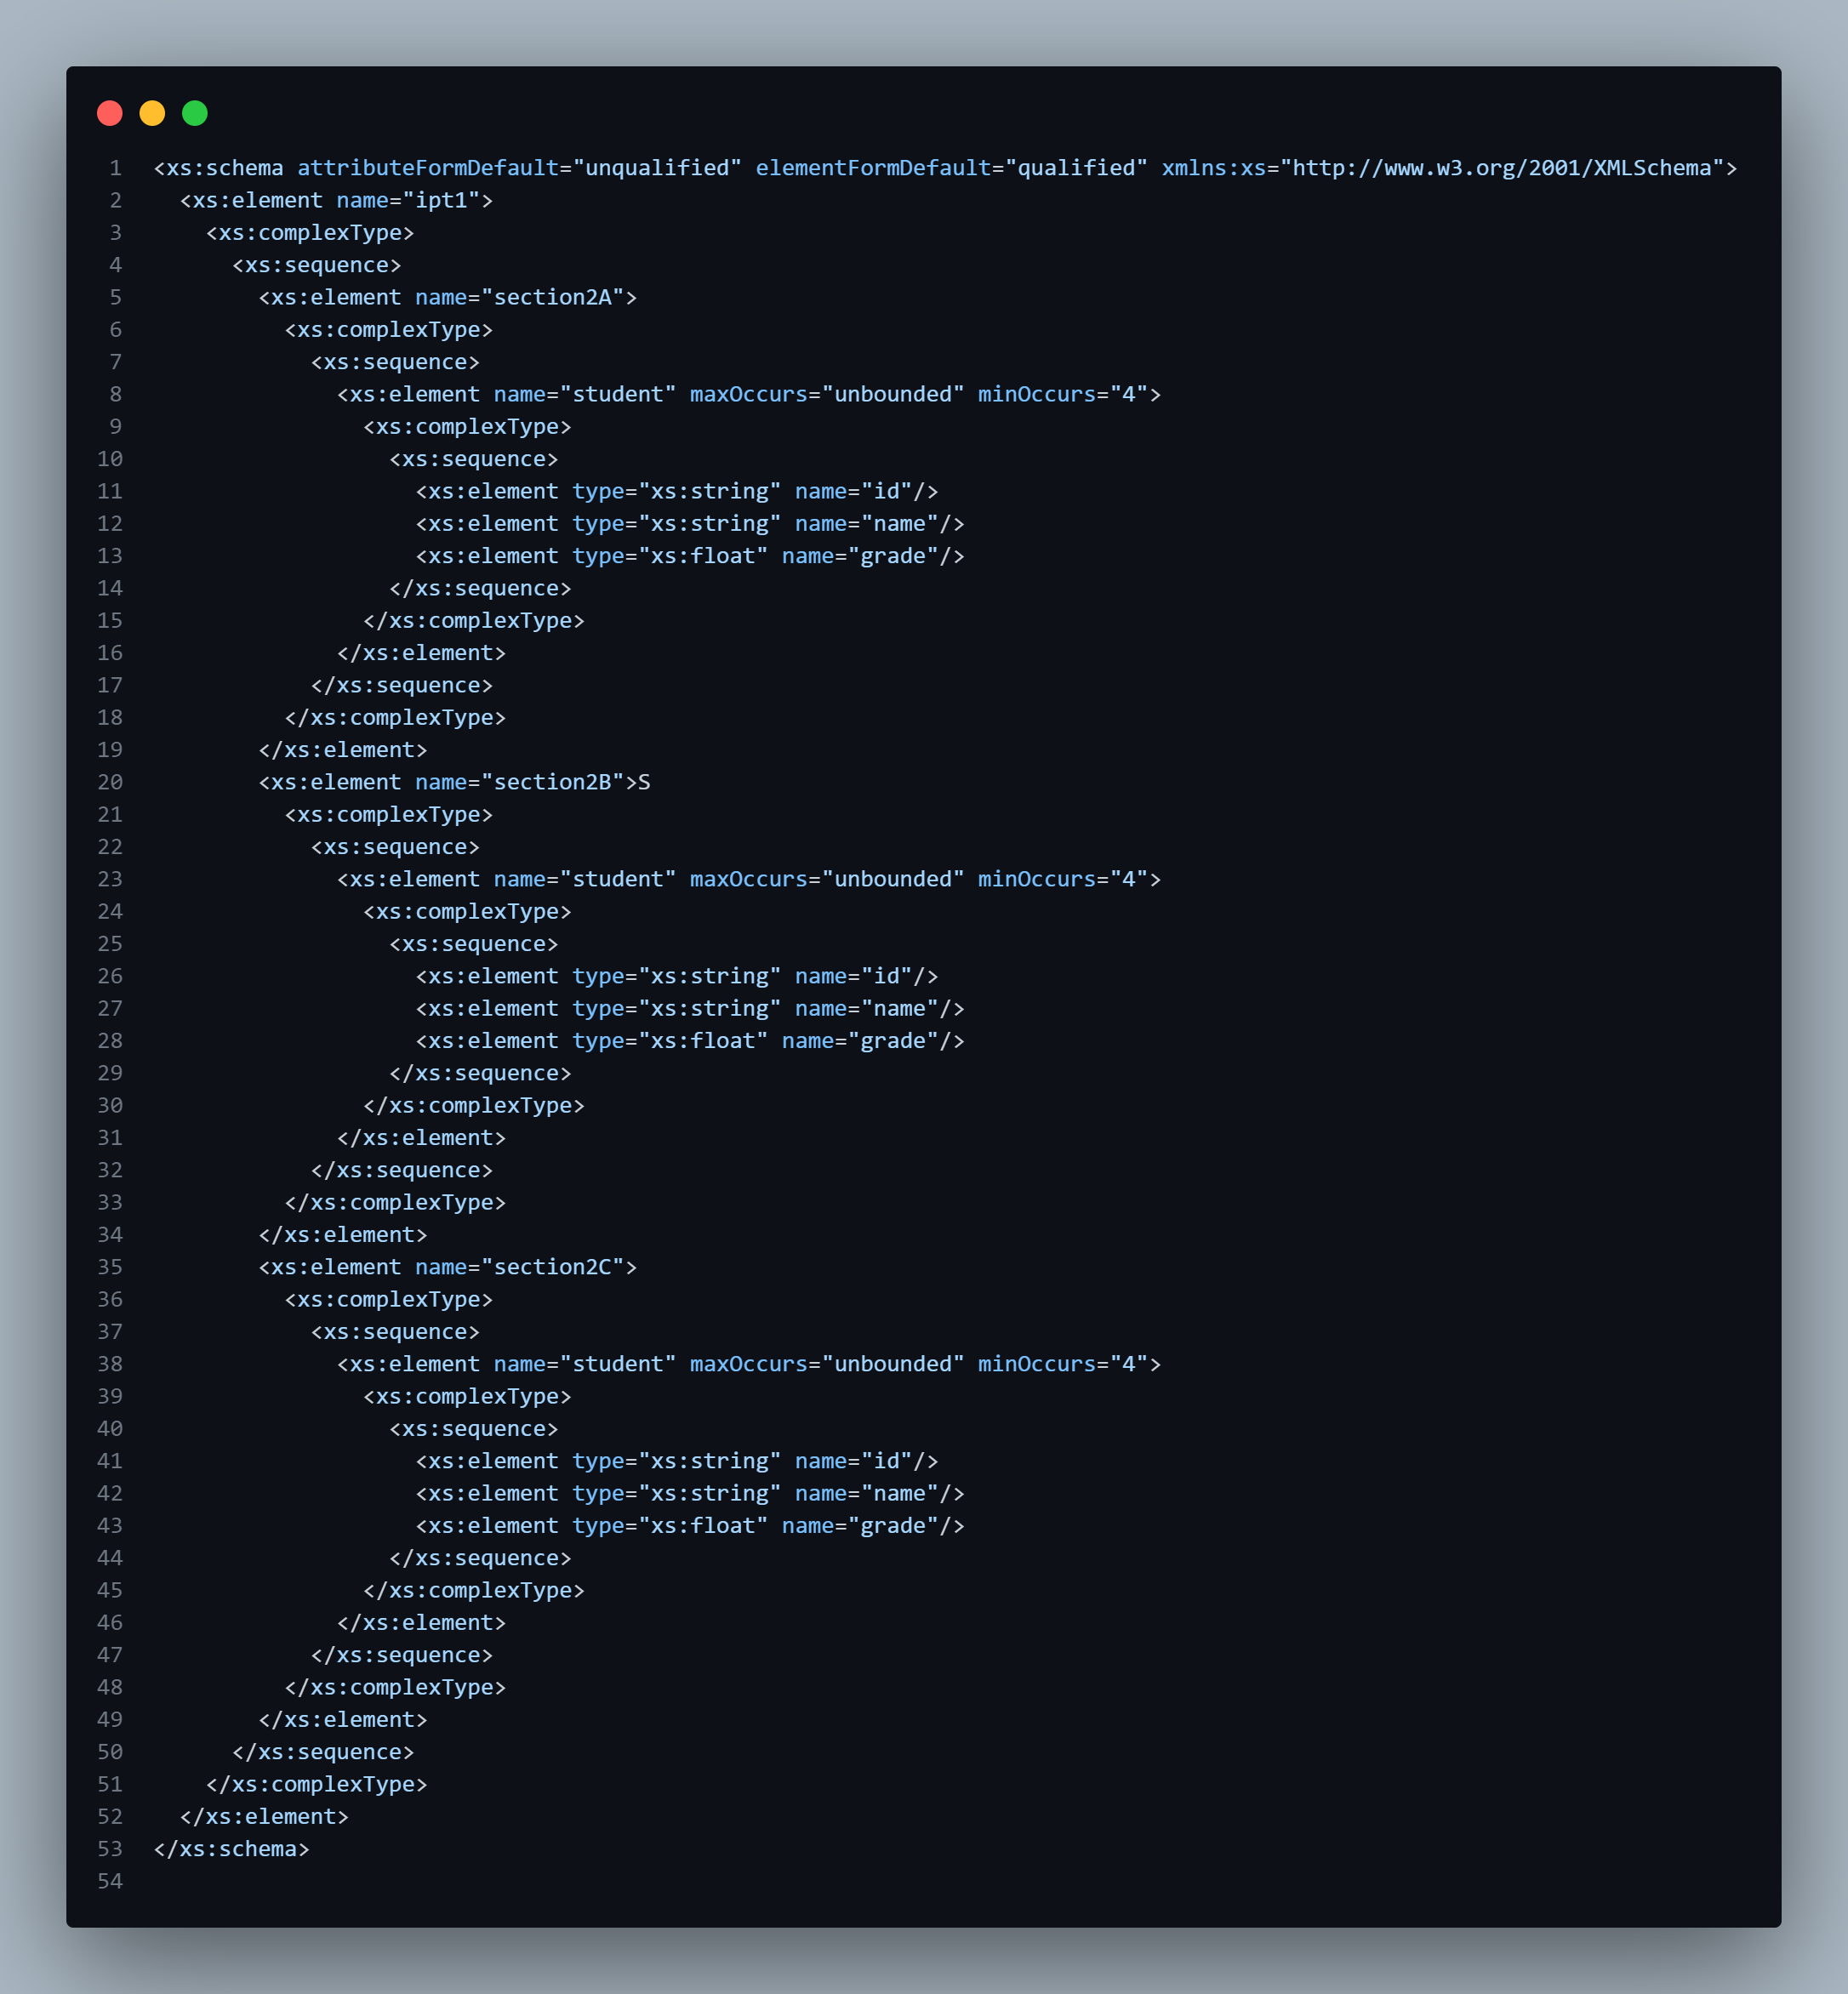 1 <xs:schema attributeFormDefault="unqualified" elementFormDefault="qualified" xmlns:xs="http://www.w3.org/2001/XMLSchema">
2   <xs:element name="ipt1">
3     <xs:complexType>
4       <xs:sequence>
5         <xs:element name="section2A">
6           <xs:complexType>
7             <xs:sequence>
8               <xs:element name="student" maxOccurs="unbounded" minOccurs="4">
9                 <xs:complexType>
10                   <xs:sequence>
11                     <xs:element type="xs:string" name="id"/>
12                     <xs:element type="xs:string" name="name"/>
13                     <xs:element type="xs:float" name="grade"/>
14                   </xs:sequence>
15                 </xs:complexType>
16               </xs:element>
17             </xs:sequence>
18           </xs:complexType>
19         </xs:element>
20         <xs:element name="section2B">S
21           <xs:complexType>
22             <xs:sequence>
23               <xs:element name="student" maxOccurs="unbounded" minOccurs="4">
24                 <xs:complexType>
25                   <xs:sequence>
26                     <xs:element type="xs:string" name="id"/>
27                     <xs:element type="xs:string" name="name"/>
28                     <xs:element type="xs:float" name="grade"/>
29                   </xs:sequence>
30                 </xs:complexType>
31               </xs:element>
32             </xs:sequence>
33           </xs:complexType>
34         </xs:element>
35         <xs:element name="section2C">
36           <xs:complexType>
37             <xs:sequence>
38               <xs:element name="student" maxOccurs="unbounded" minOccurs="4">
39                 <xs:complexType>
40                   <xs:sequence>
41                     <xs:element type="xs:string" name="id"/>
42                     <xs:element type="xs:string" name="name"/>
43                     <xs:element type="xs:float" name="grade"/>
44                   </xs:sequence>
45                 </xs:complexType>
46               </xs:element>
47             </xs:sequence>
48           </xs:complexType>
49         </xs:element>
50       </xs:sequence>
51     </xs:complexType>
52   </xs:element>
53 </xs:schema>
54